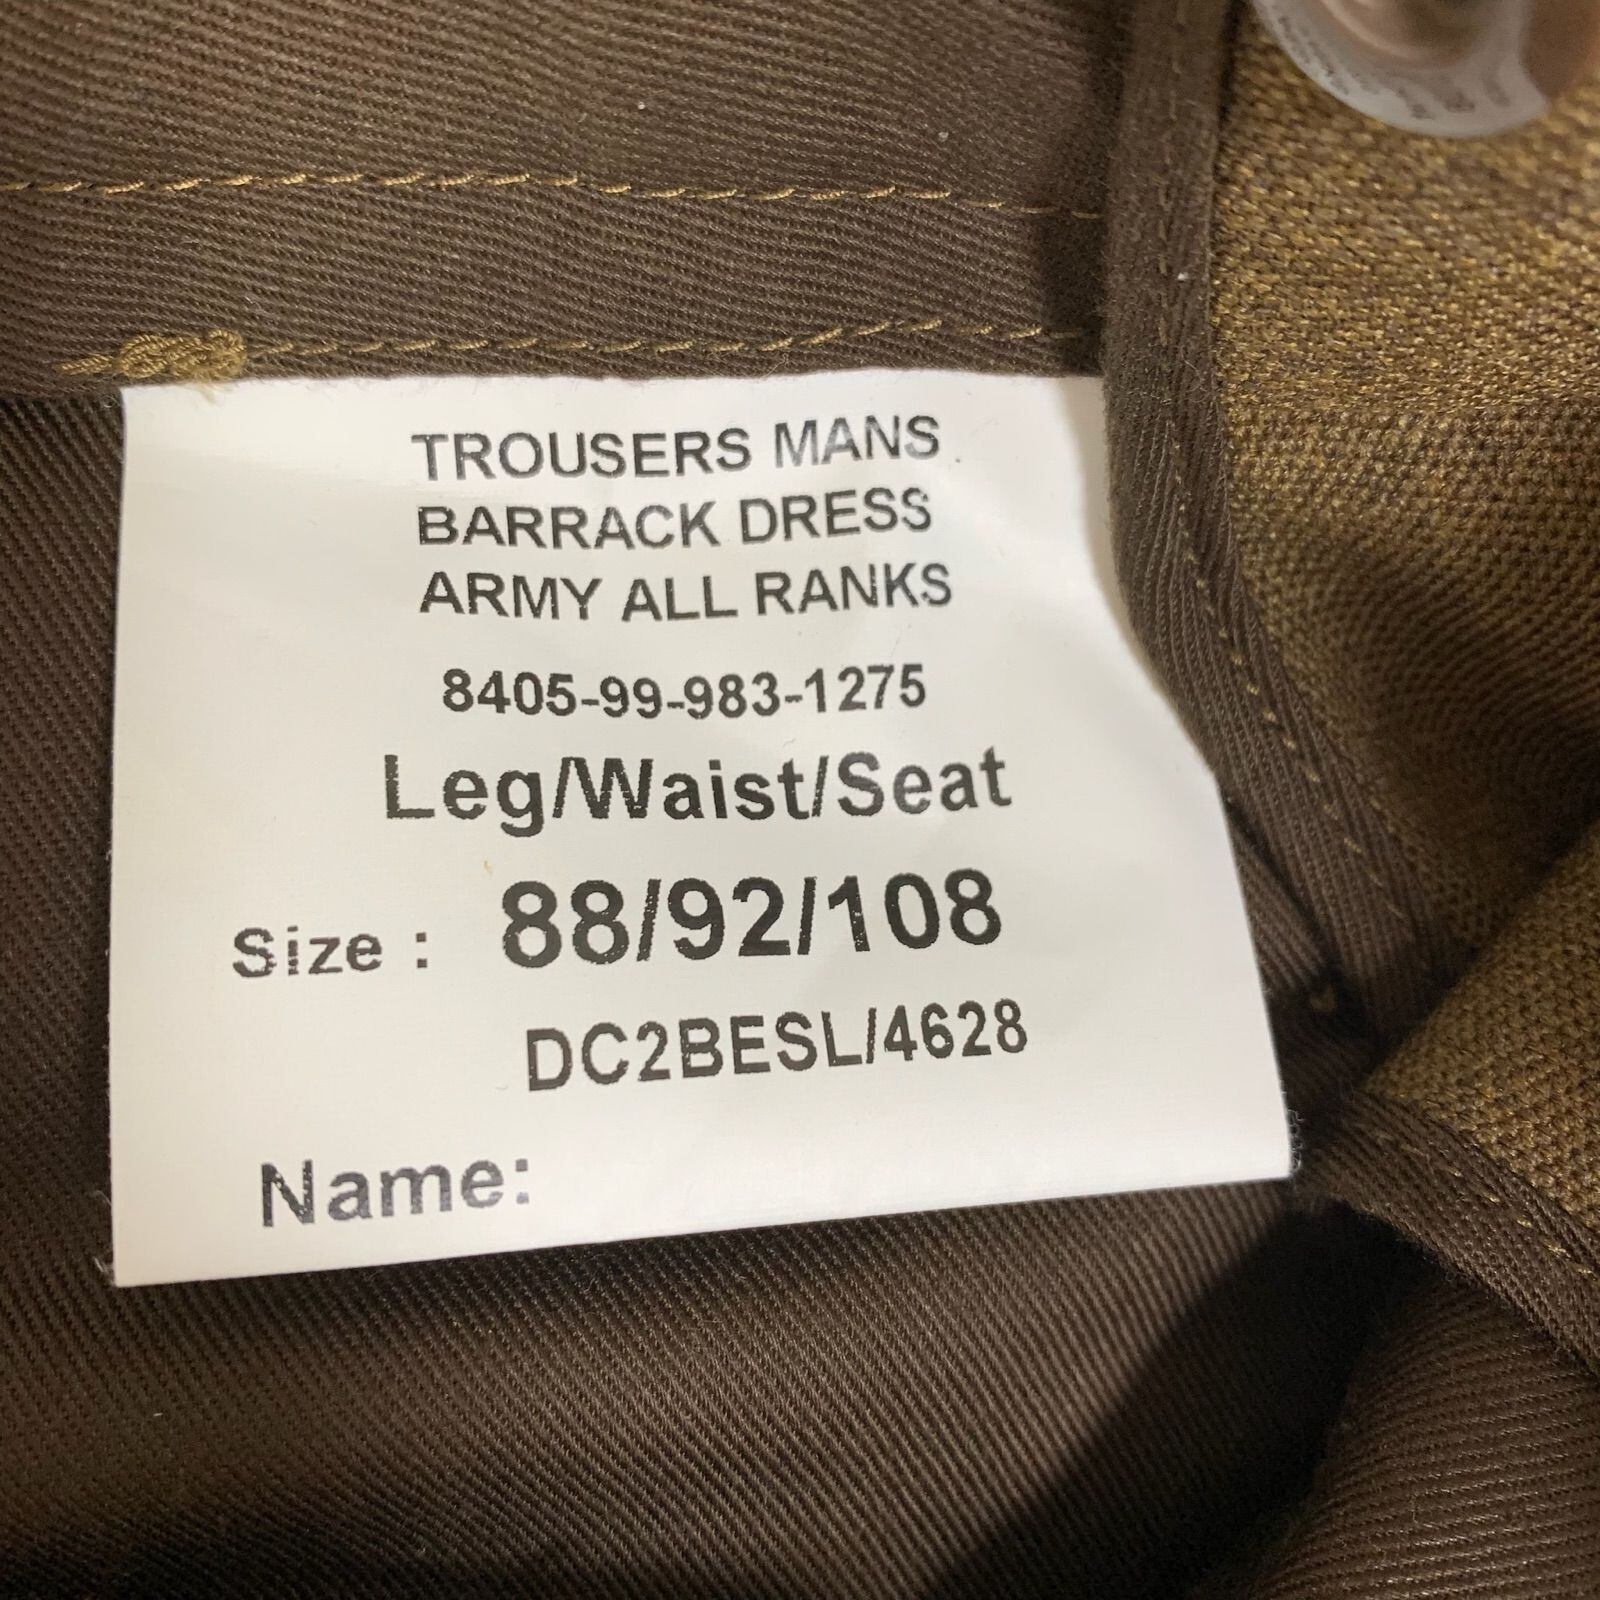 TROUSERS MANS
BARRACK DRESS
ARMY ALL RANKS
8405-99-983-1275
Leg/Waist/Seat
Size : 88/92/108
DC2BESL/4628
Name: